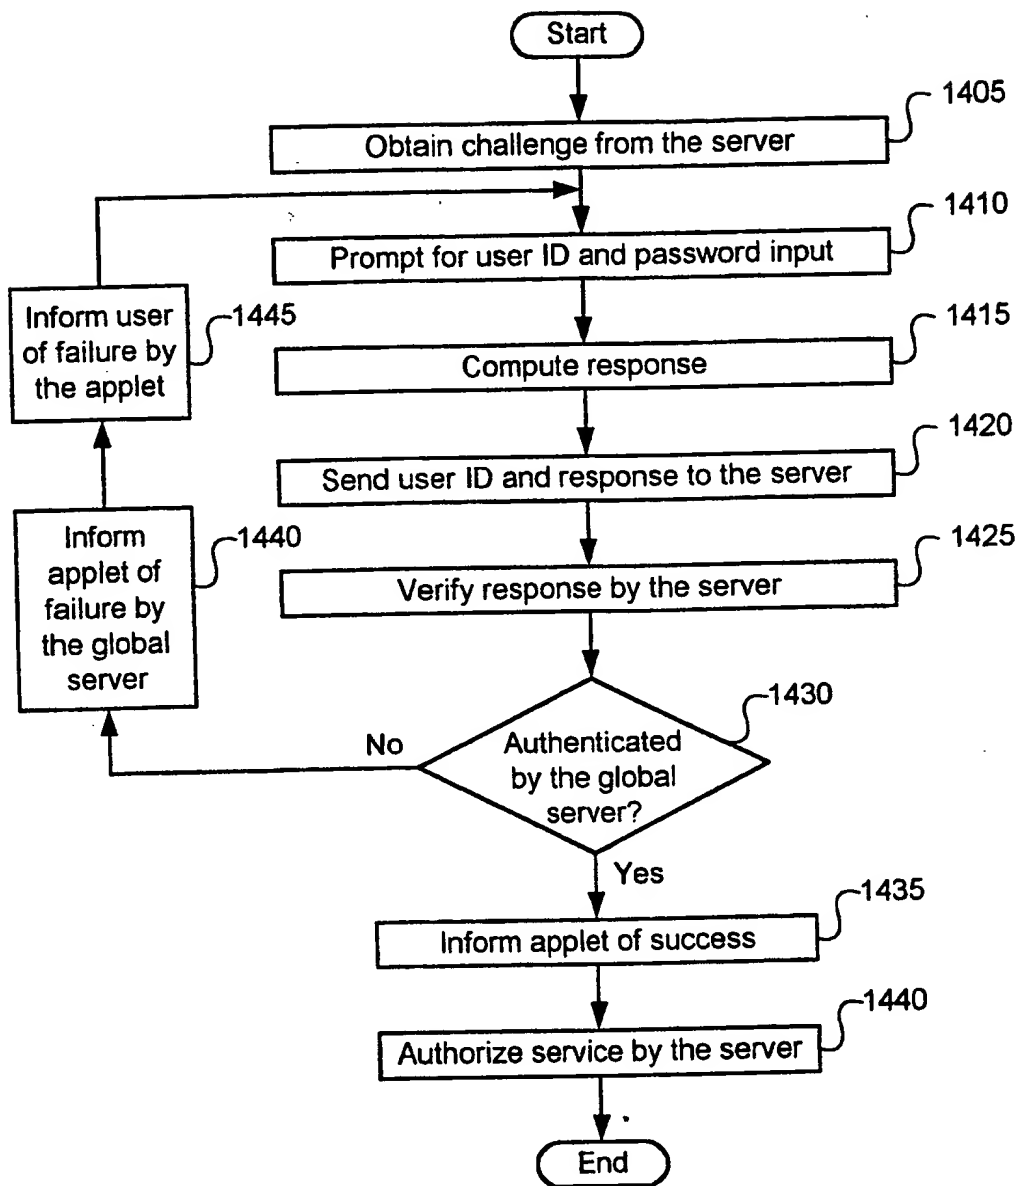 Start
1405
Obtain challenge from the server
1410
Prompt for user ID and password input
Inform user
of failure by
the applet
1445
1415
Compute response
1420
Send user ID and response to the server
Inform
applet of
failure by
the global
server
1440
1425
Verify response by the server
1430
No
Authenticated
by the global
server?
Yes
1435
Inform applet of success
1440
Authorize service by the server
End